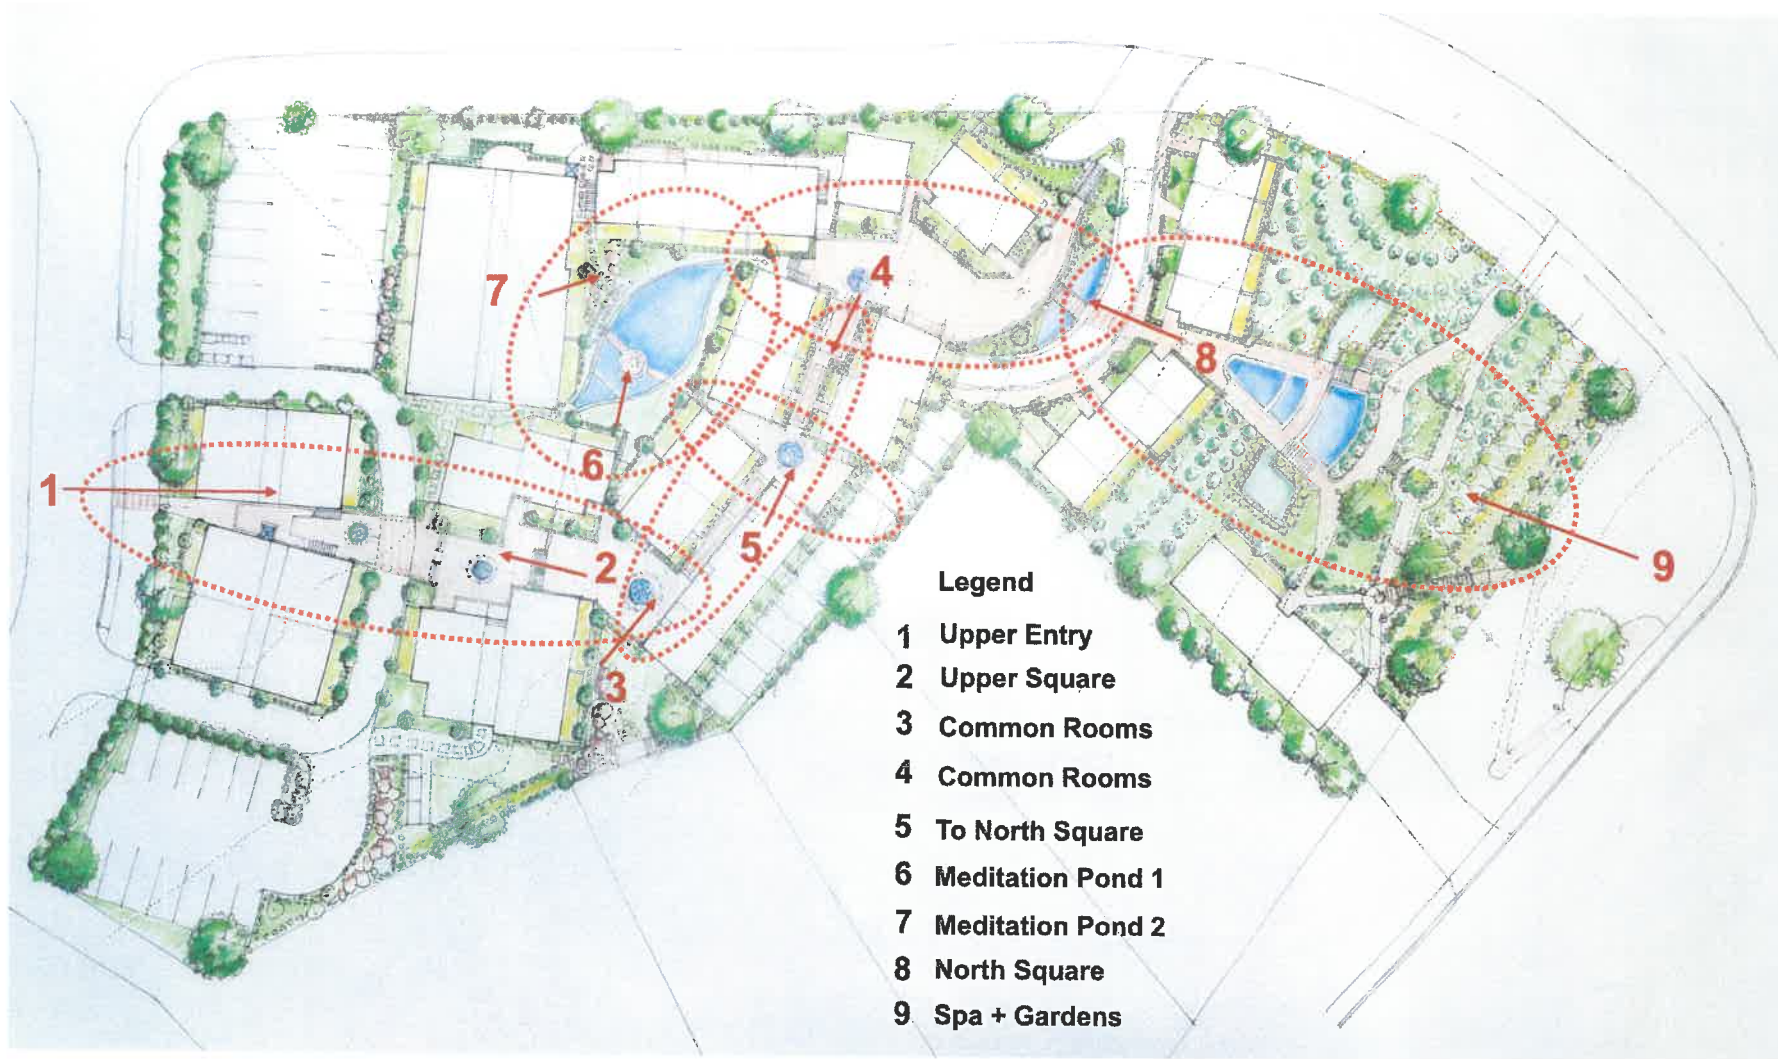 4
7
8
6
1
5
2
9
3
Legend
1 Upper Entry
2 Upper Square
3 Common Rooms
4 Common Rooms
5 To North Square
6 Meditation Pond 1
7 Meditation Pond 2
8 North Square
9 Spa + Gardens